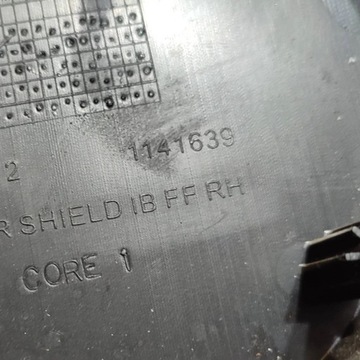 2 1141639
R SHIELD IB FF RH
CORE 1